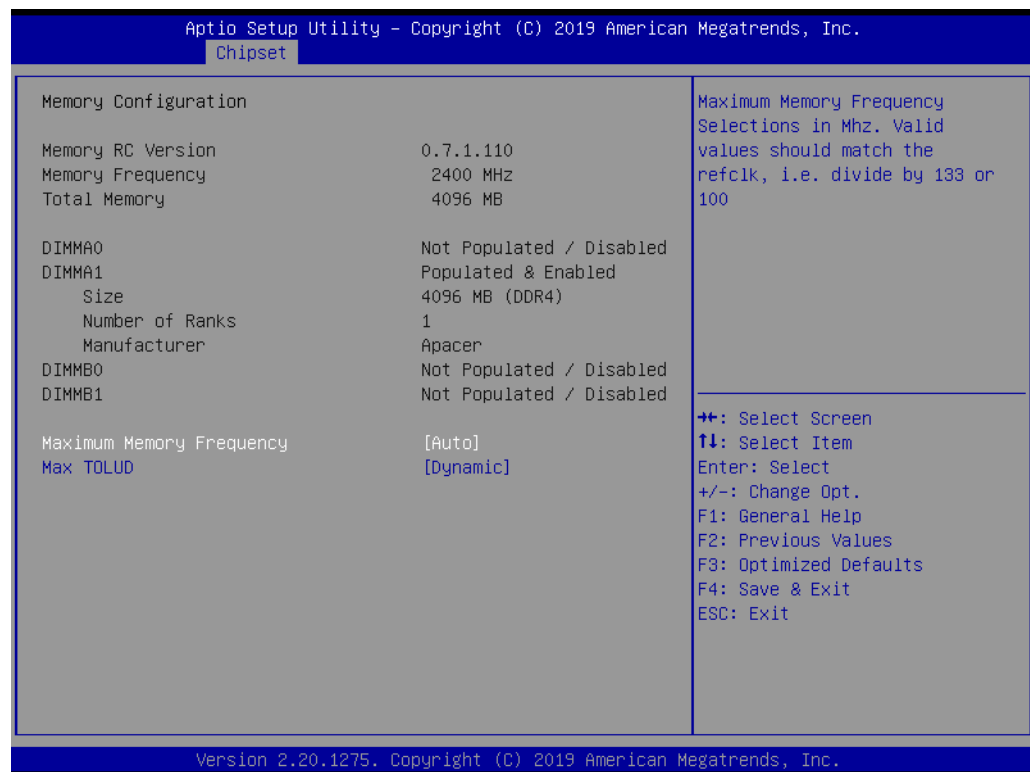 Aptio Setup Utility – Copyright (C) 2019 American Megatrends, Inc.
Chipset
Memory Configuration
Memory RC Version 0.7.1.110
Memory Frequency 2400 MHz
Total Memory 4096 MB
DIMMA0 Not Populated / Disabled
DIMMA1 Populated & Enabled
Size 4096 MB (DDR4)
Number of Ranks 1
Manufacturer Apacer
DIMMB0 Not Populated / Disabled
DIMMB1 Not Populated / Disabled
Maximum Memory Frequency [Auto]
Max TOLUD [Dynamic]
Maximum Memory Frequency
Selections in Mhz. Valid
values should match the
refclk, i.e. divide by 133 or
100
→←: Select Screen
↑↓: Select Item
Enter: Select
+/-: Change Opt.
F1: General Help
F2: Previous Values
F3: Optimized Defaults
F4: Save & Exit
ESC: Exit
Version 2.20.1275. Copyright (C) 2019 American Megatrends, Inc.